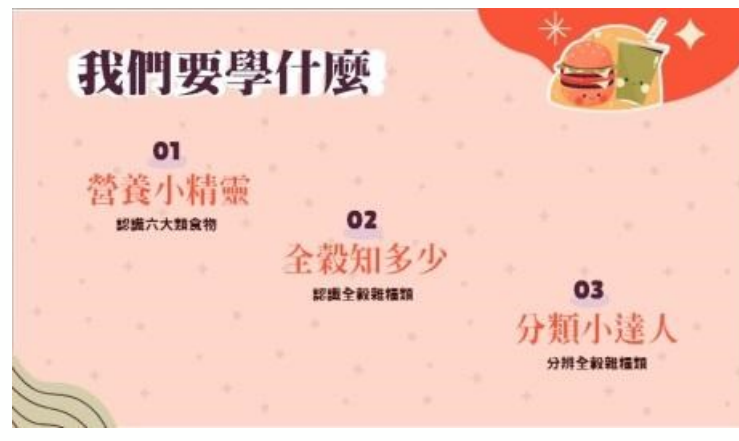 我們要學什麼
01
營養小精靈
認識六大類食物
02
全穀知多少
認識全穀雜糧類
03
分類小達人
分辨全穀雜糧類